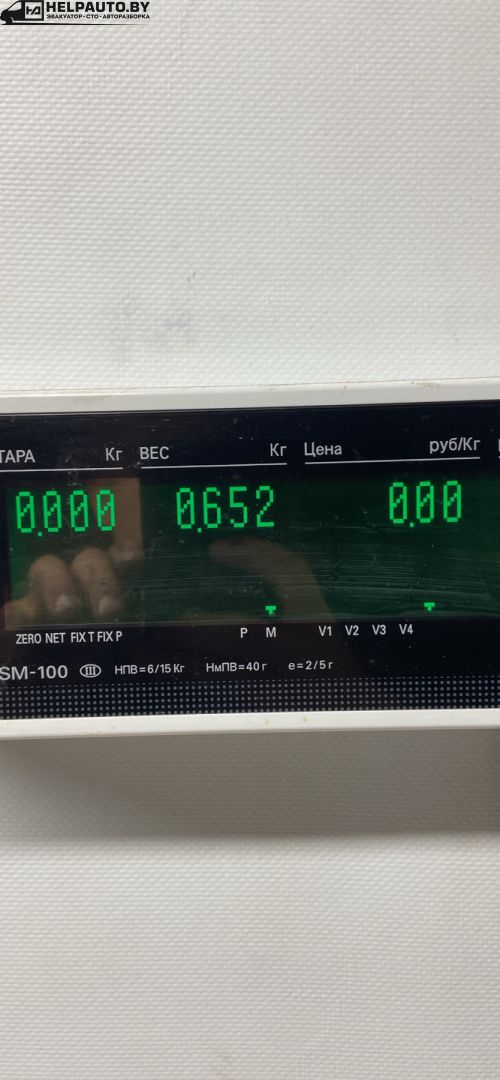 HELPAUTO.BY
ЭВАКУАТОР · СТО · АВТОРАЗБОРКА
ТАРА Кг ВЕС Кг Цена руб/Кг
0.000 0.652 0.00
ZERO NET FIX T FIX P P M V1 V2 V3 V4
SM-100 III НПВ=6/15 Кг НмПВ=40 г e=2/5 г